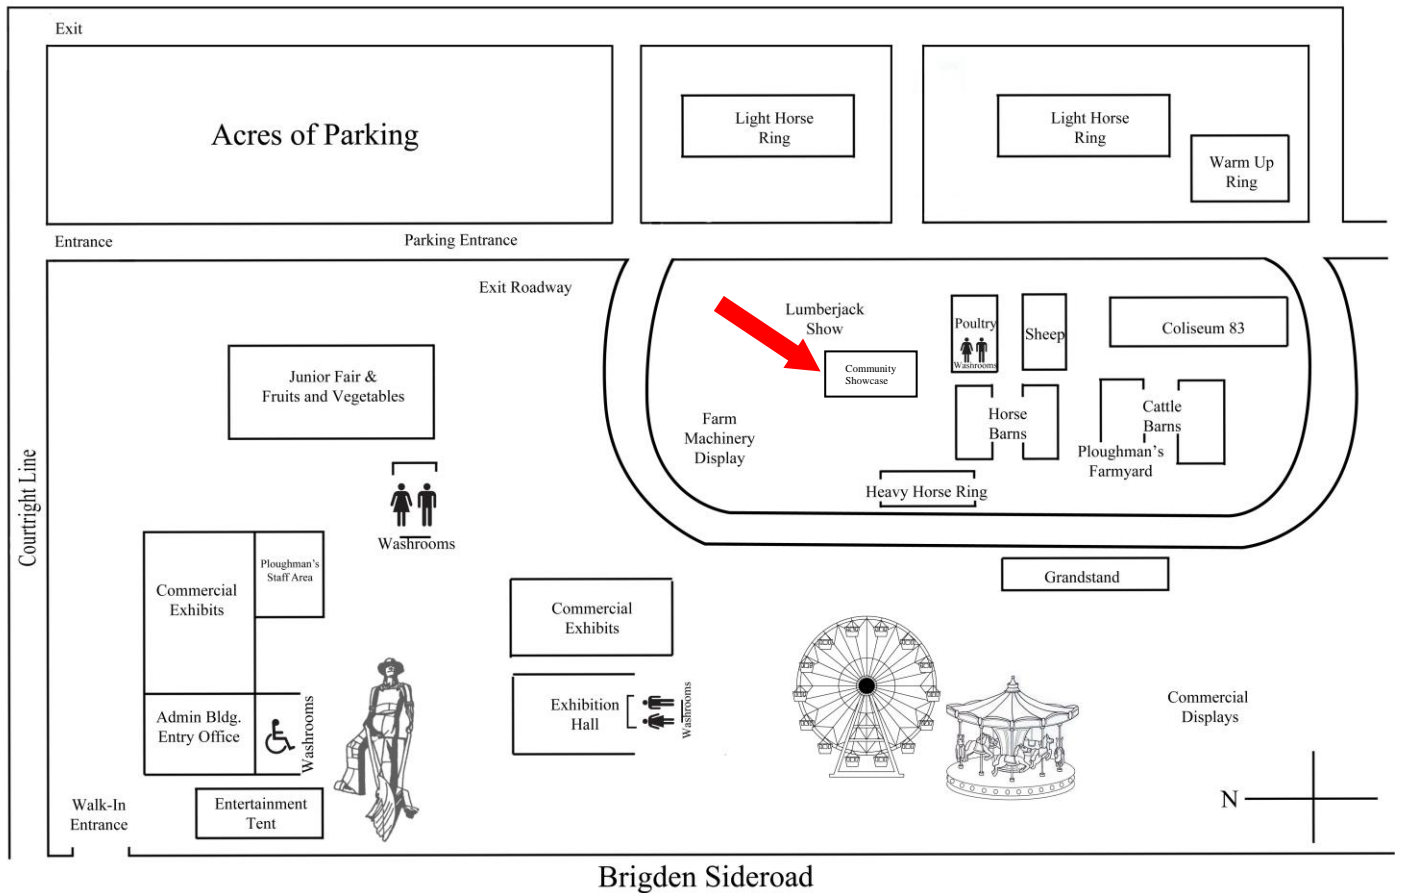 Exit
Acres of Parking
Light Horse
Ring
Light Horse
Ring
Warm Up
Ring
Entrance
Parking Entrance
Exit Roadway
Lumberjack
Show
Poultry
Washrooms
Sheep
Coliseum 83
Community
Showcase
Junior Fair &
Fruits and Vegetables
Farm
Machinery
Display
Horse
Barns
Cattle
Barns
Ploughman's
Farmyard
Heavy Horse Ring
Courtright Line
Washrooms
Ploughman's
Staff Area
Commercial
Exhibits
Grandstand
Commercial
Exhibits
Admin Bldg.
Entry Office
Washrooms
Exhibition
Hall
Washrooms
Commercial
Displays
Walk-In
Entrance
Entertainment
Tent
N
Brigden Sideroad